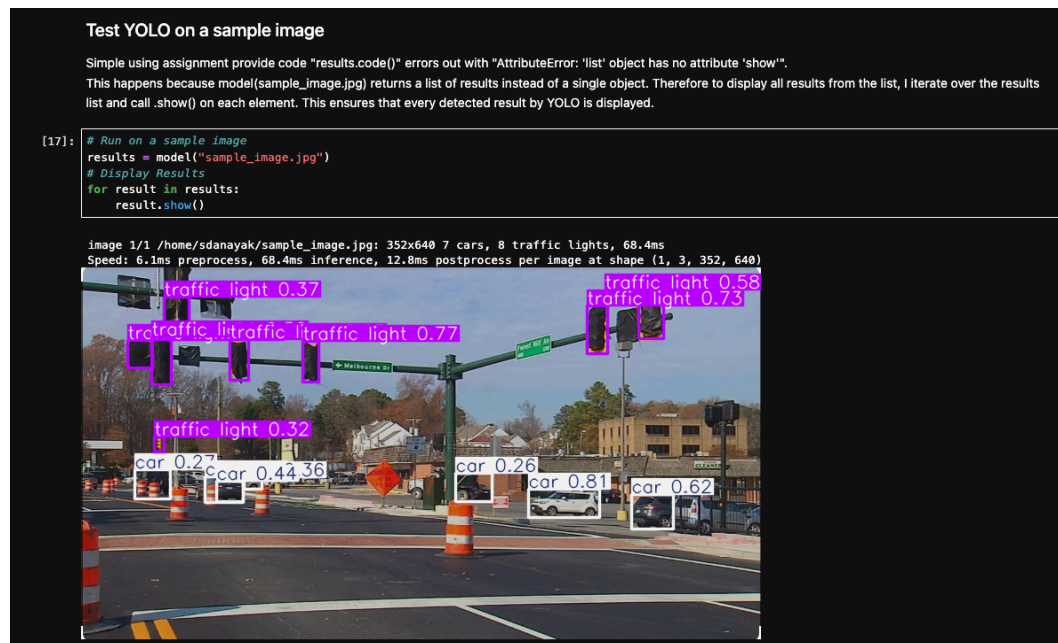 Test YOLO on a sample image
Simple using assignment provide code "results.code()" errors out with "AttributeError: 'list' object has no attribute 'show'".
This happens because model(sample_image.jpg) returns a list of results instead of a single object. Therefore to display all results from the list, I iterate over the results
list and call .show() on each element. This ensures that every detected result by YOLO is displayed.
[17]: # Run on a sample image
results = model("sample_image.jpg")
# Display Results
for result in results:
result.show()
image 1/1 /home/sdanayak/sample_image.jpg: 352x640 7 cars, 8 traffic lights, 68.4ms
Speed: 6.1ms preprocess, 68.4ms inference, 12.8ms postprocess per image at shape (1, 3, 352, 640)
traffic light 0.58
traffic light 0.37
traffic light 0.73
traffic light 0.77
Forest Hill Av
Melbourne Dr
traffic light 0.32
car 0.27
car 0.44
car 0.26
car 0.81
car 0.62
CLEANERS